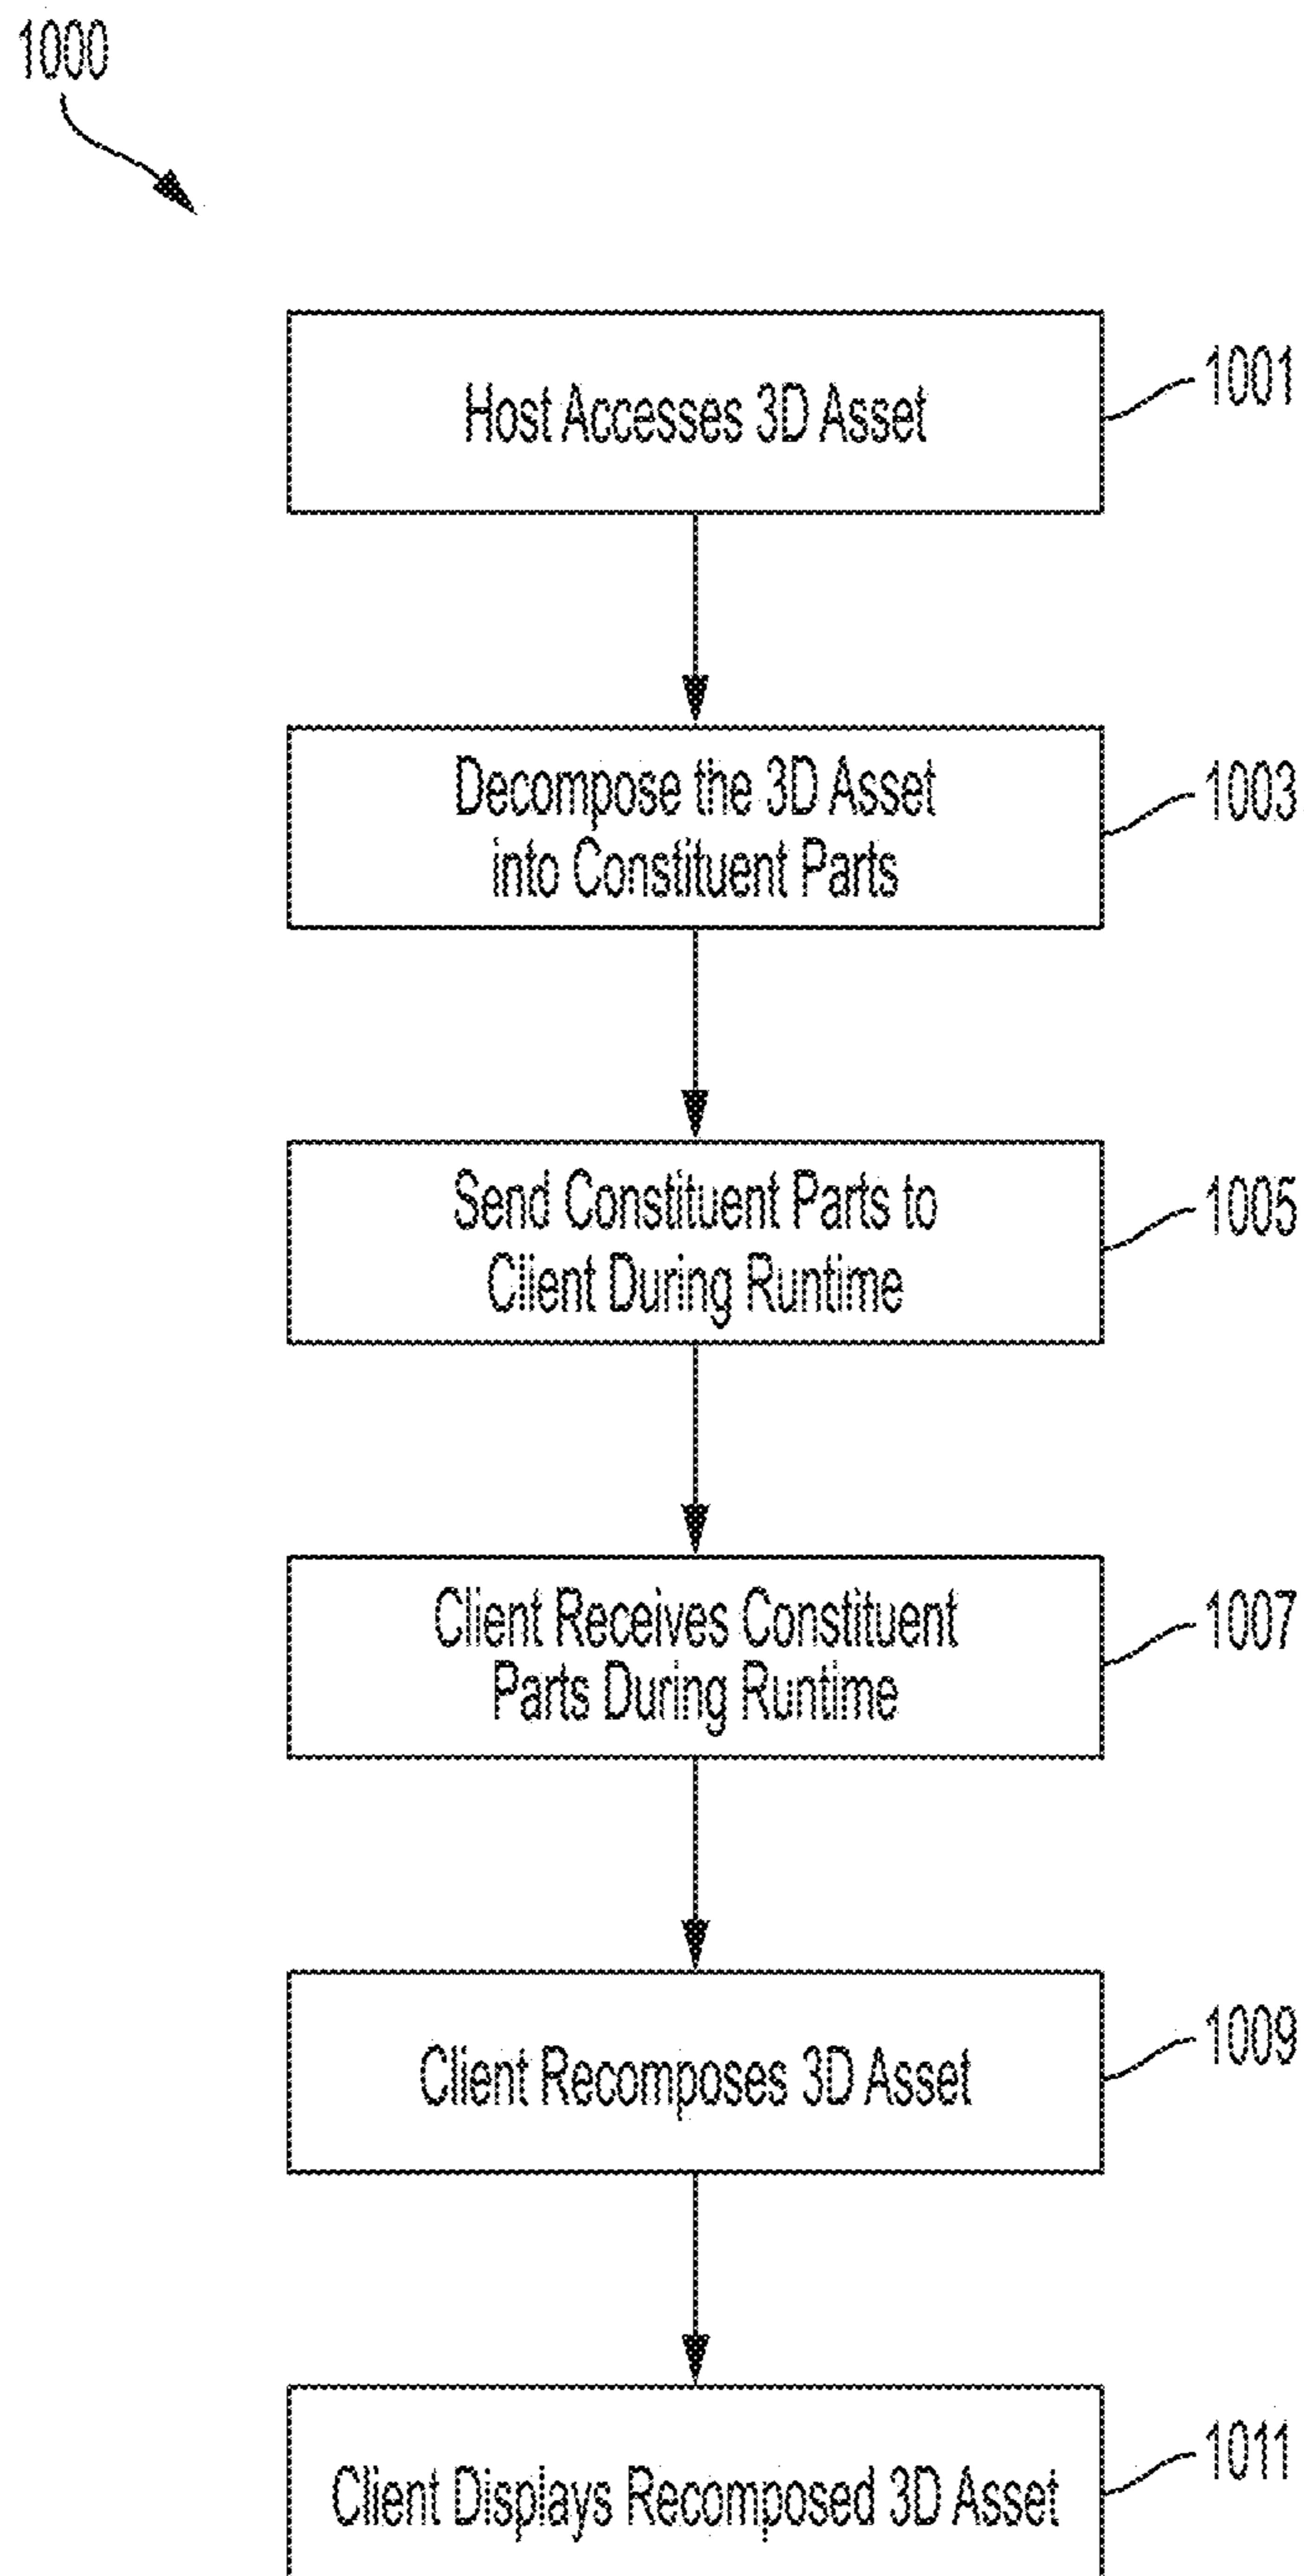 1000
Host Accesses 3D Asset
1001
Decompose the 3D Asset
into Constituent Parts
1003
Send Constituent Parts to
Client During Runtime
1005
Client Receives Constituent
Parts During Runtime
1007
Client Recomposes 3D Asset
1009
Client Displays Recomposed 3D Asset
1011